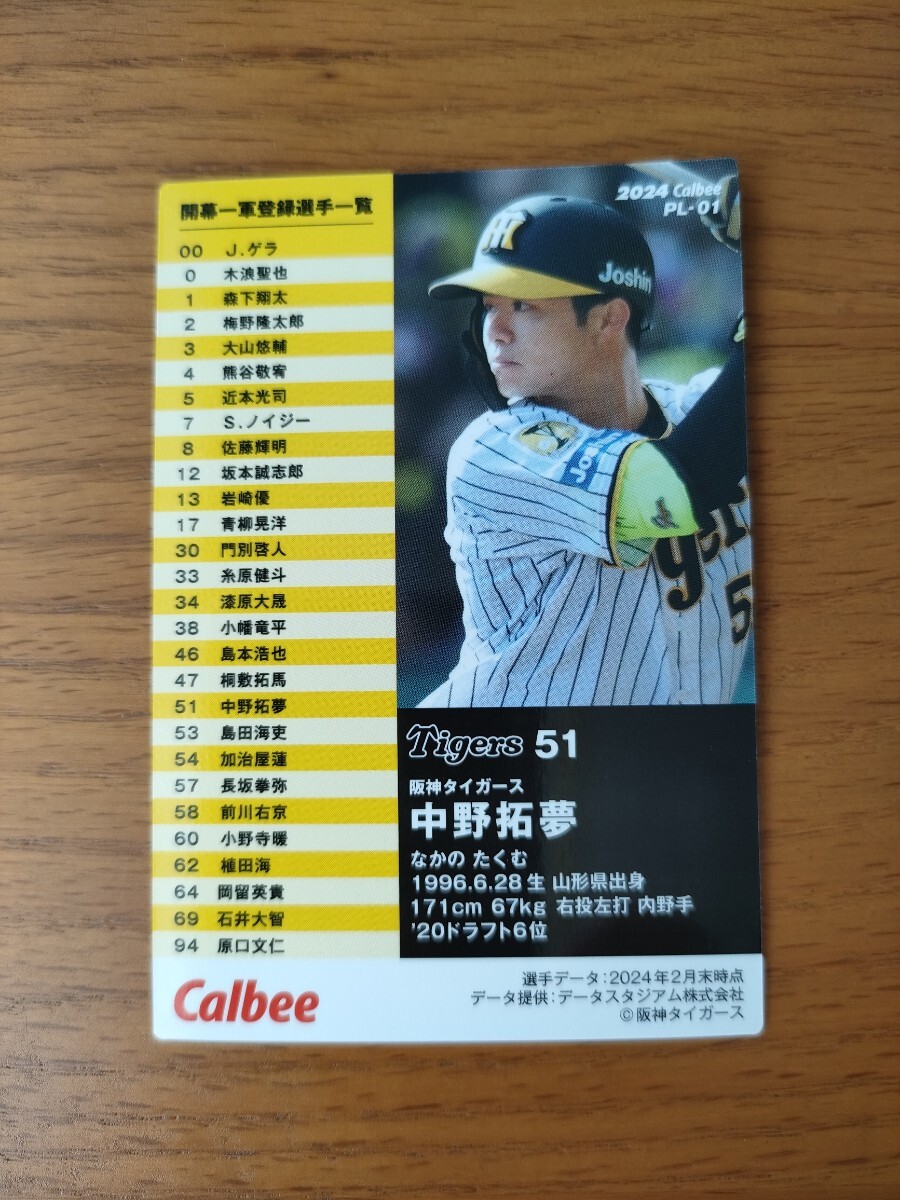 開幕一軍登録選手一覧
00 J.ゲラ
0 木浪聖也
1 森下翔太
2 梅野隆太郎
3 大山悠輔
4 熊谷敬宥
5 近本光司
7 S.ノイジー
8 佐藤輝明
12 坂本誠志郎
13 岩崎優
17 青柳晃洋
30 門別啓人
33 糸原健斗
34 漆原大晟
38 小幡竜平
46 島本浩也
47 桐敷拓馬
51 中野拓夢
53 島田海吏
54 加治屋蓮
57 長坂拳弥
58 前川右京
60 小野寺暖
62 植田海
64 岡留英貴
69 石井大智
94 原口文仁
2024 Calbee
PL-01
Joshin
Tigers 51
阪神タイガース
中野拓夢
なかの たくむ
1996.6.28生 山形県出身
171cm 67kg 右投左打 内野手
'20ドラフト6位
Calbee
選手データ:2024年2月末時点
データ提供:データスタジアム株式会社
©阪神タイガース